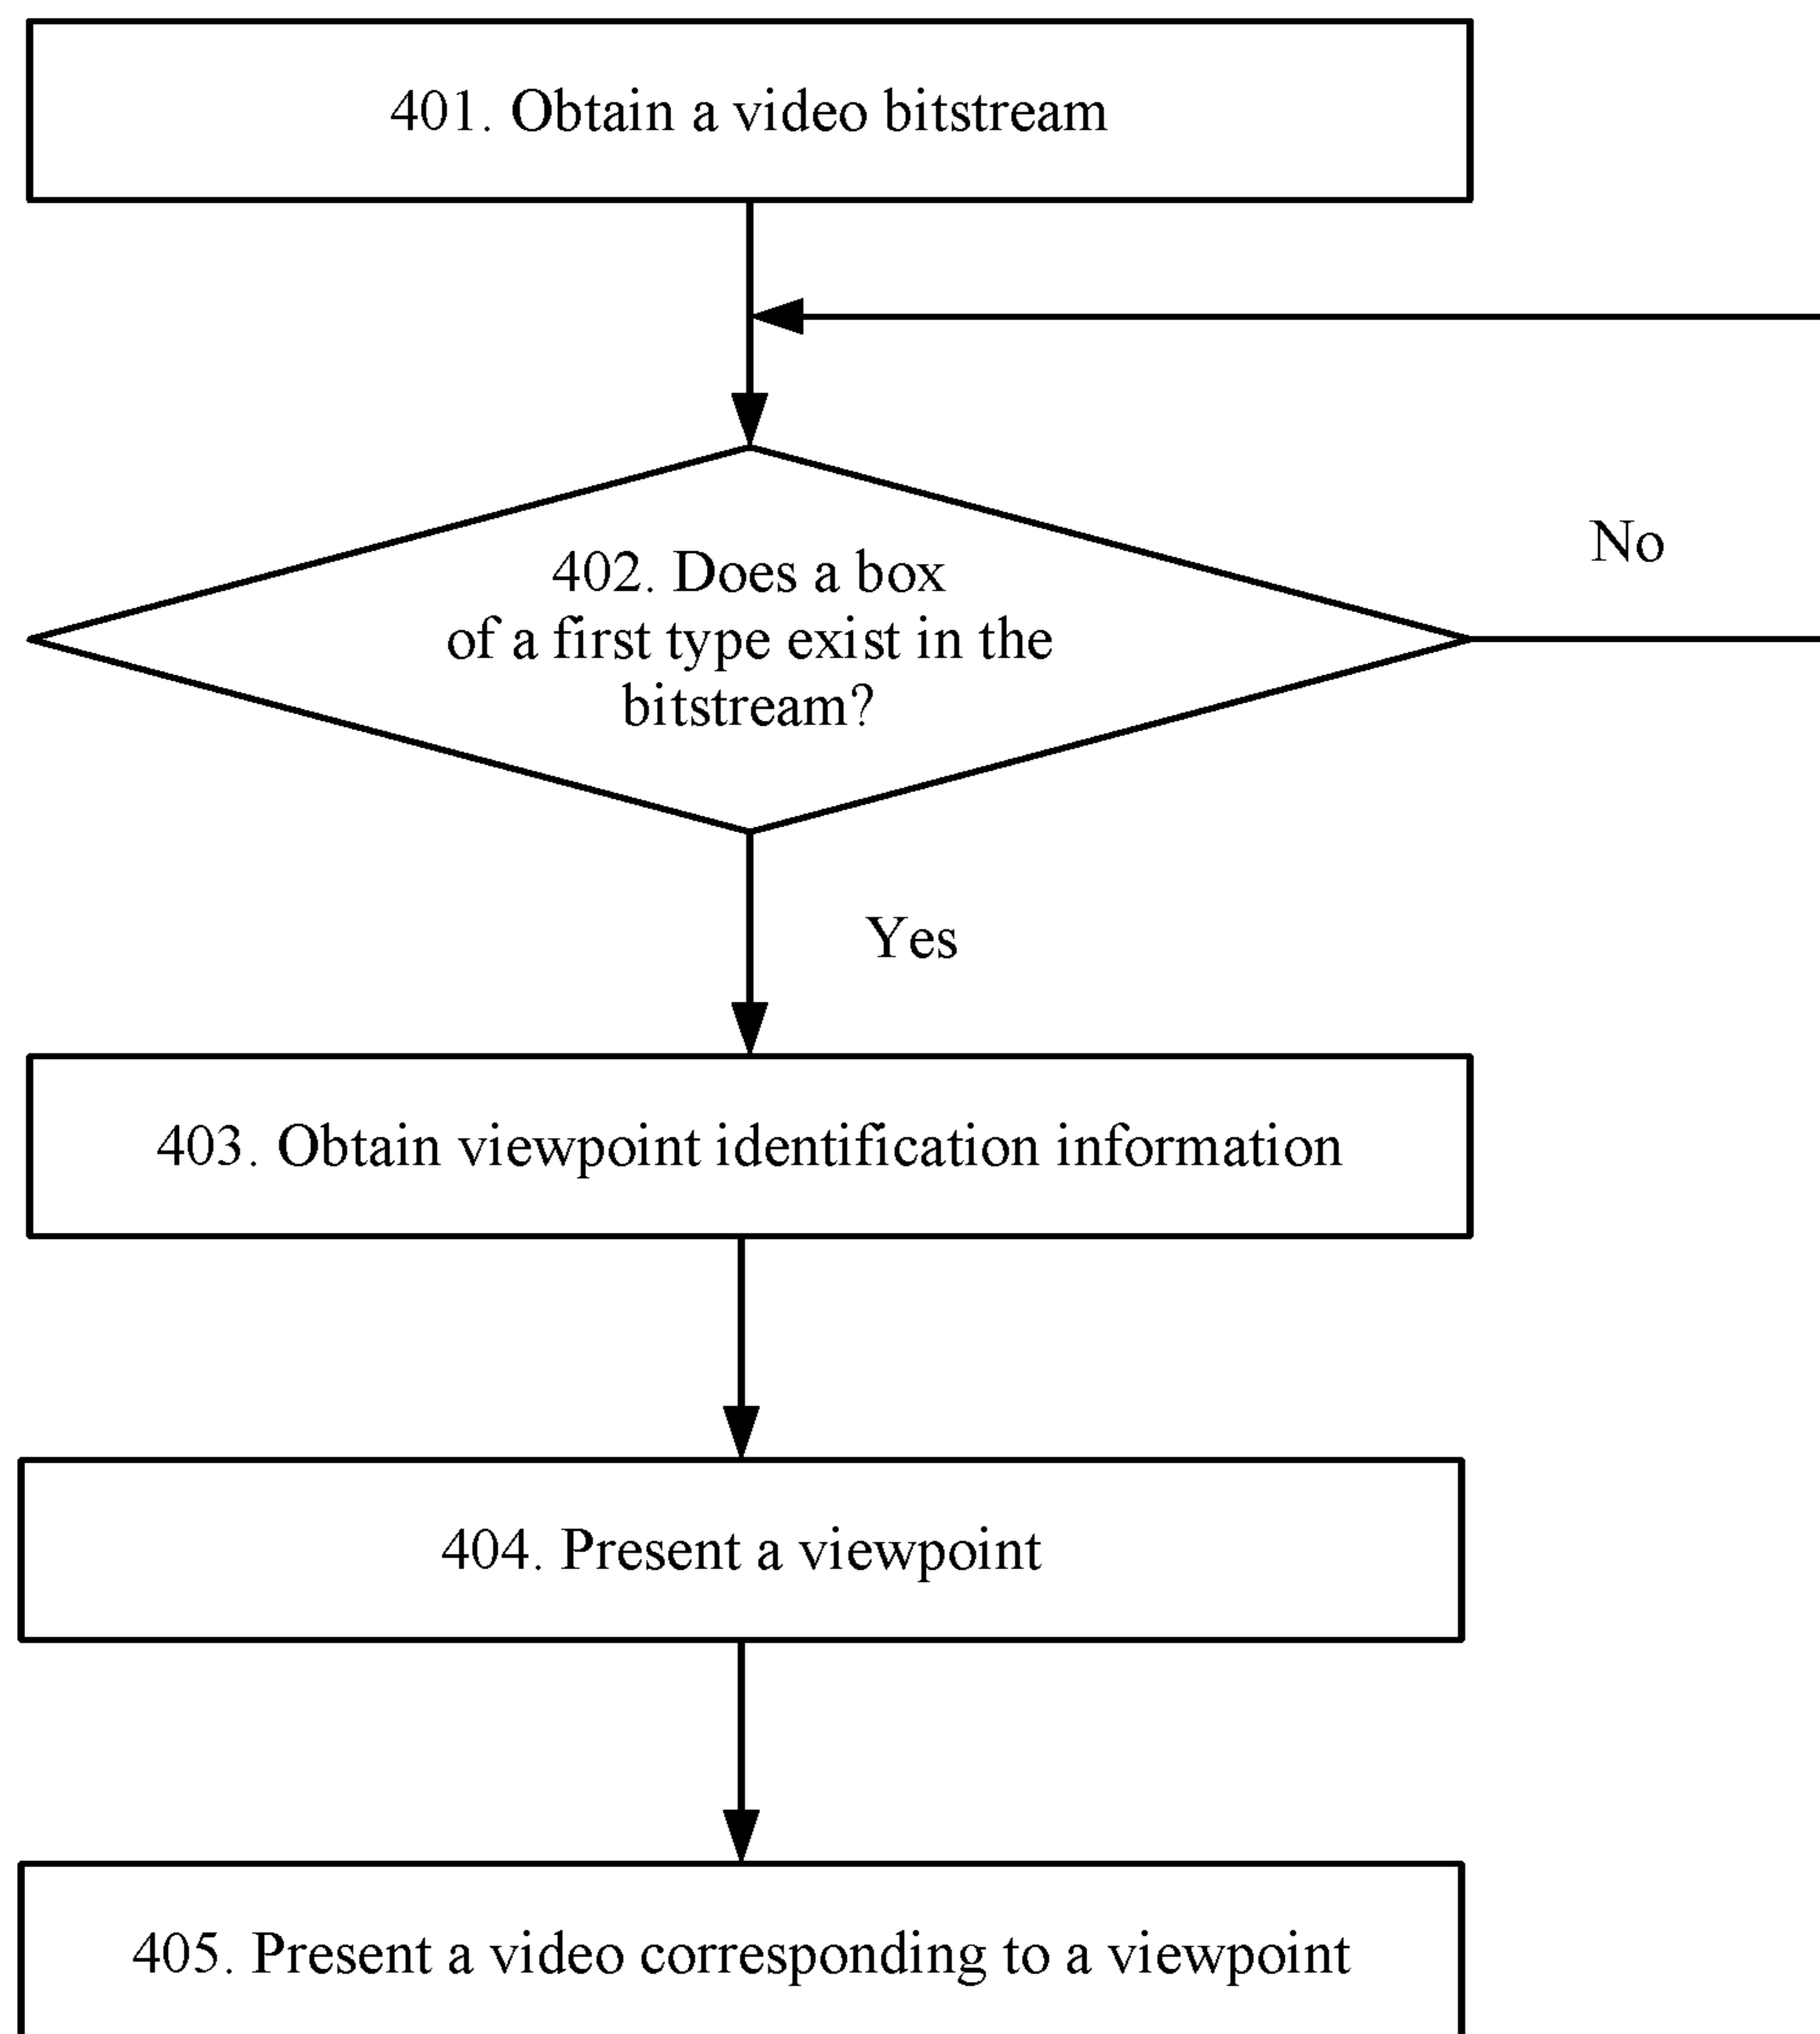 401. Obtain a video bitstream
402. Does a box
of a first type exist in the
bitstream?
No
Yes
403. Obtain viewpoint identification information
404. Present a viewpoint
405. Present a video corresponding to a viewpoint